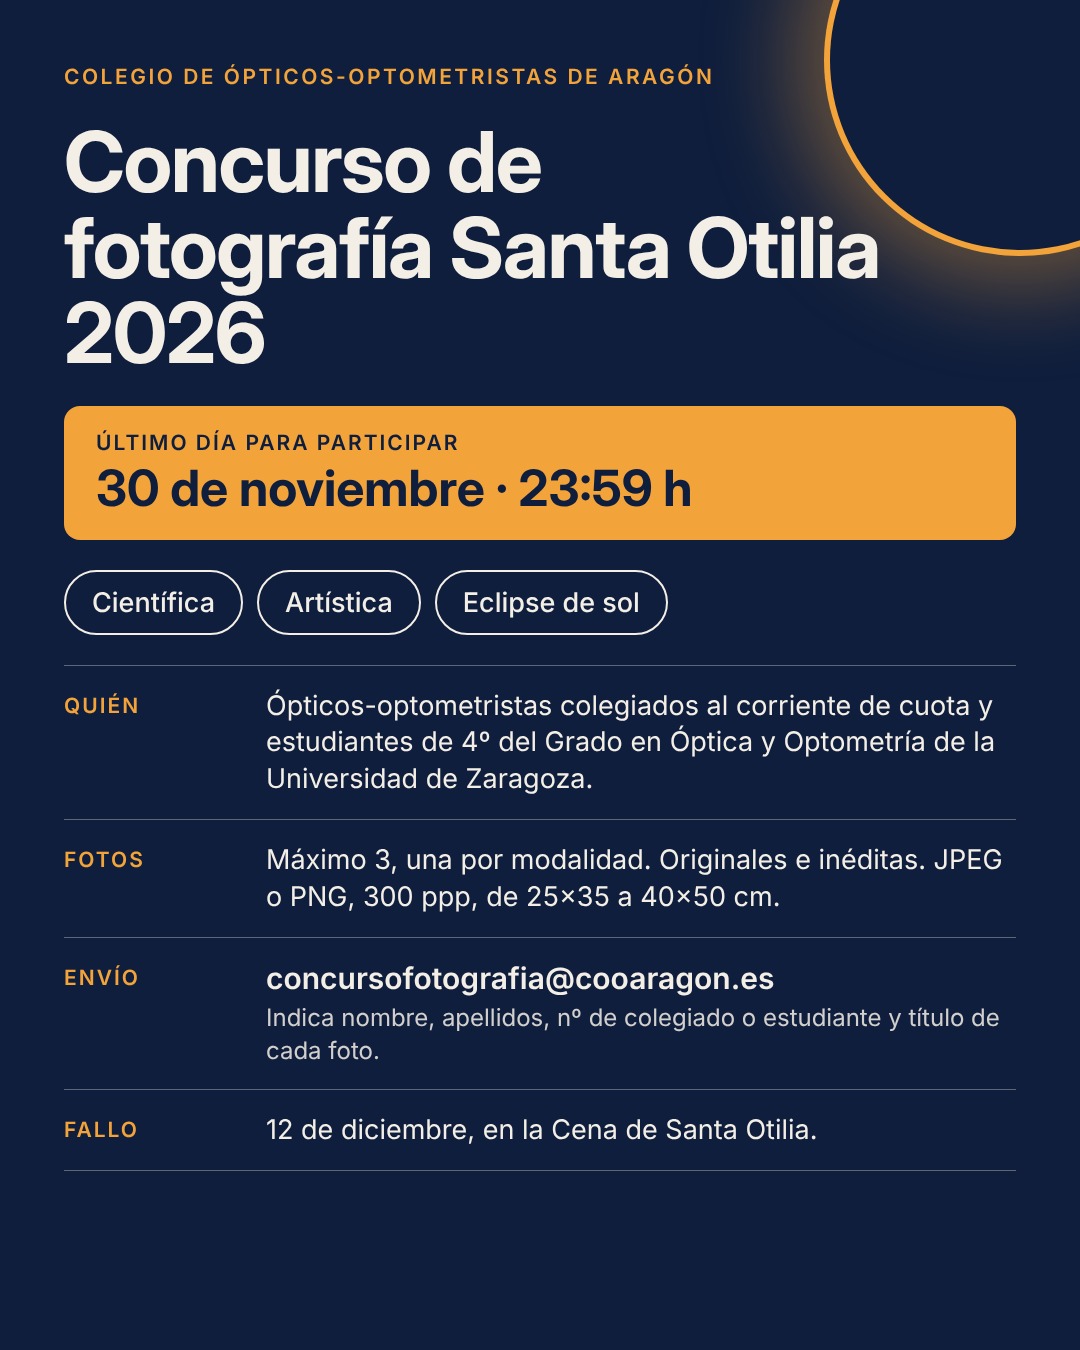 COLEGIO DE ÓPTICOS-OPTOMETRISTAS DE ARAGÓN
Concurso de
fotografía Santa Otilia
2026
ÚLTIMO DÍA PARA PARTICIPAR
30 de noviembre · 23:59 h
Científica
Artística
Eclipse de sol
QUIÉN
Ópticos-optometristas colegiados al corriente de cuota y
estudiantes de 4º del Grado en Óptica y Optometría de la
Universidad de Zaragoza.
FOTOS
Máximo 3, una por modalidad. Originales e inéditas. JPEG
o PNG, 300 ppp, de 25×35 a 40×50 cm.
ENVÍO
concursofotografia@cooaragon.es
Indica nombre, apellidos, nº de colegiado o estudiante y título de
cada foto.
FALLO
12 de diciembre, en la Cena de Santa Otilia.